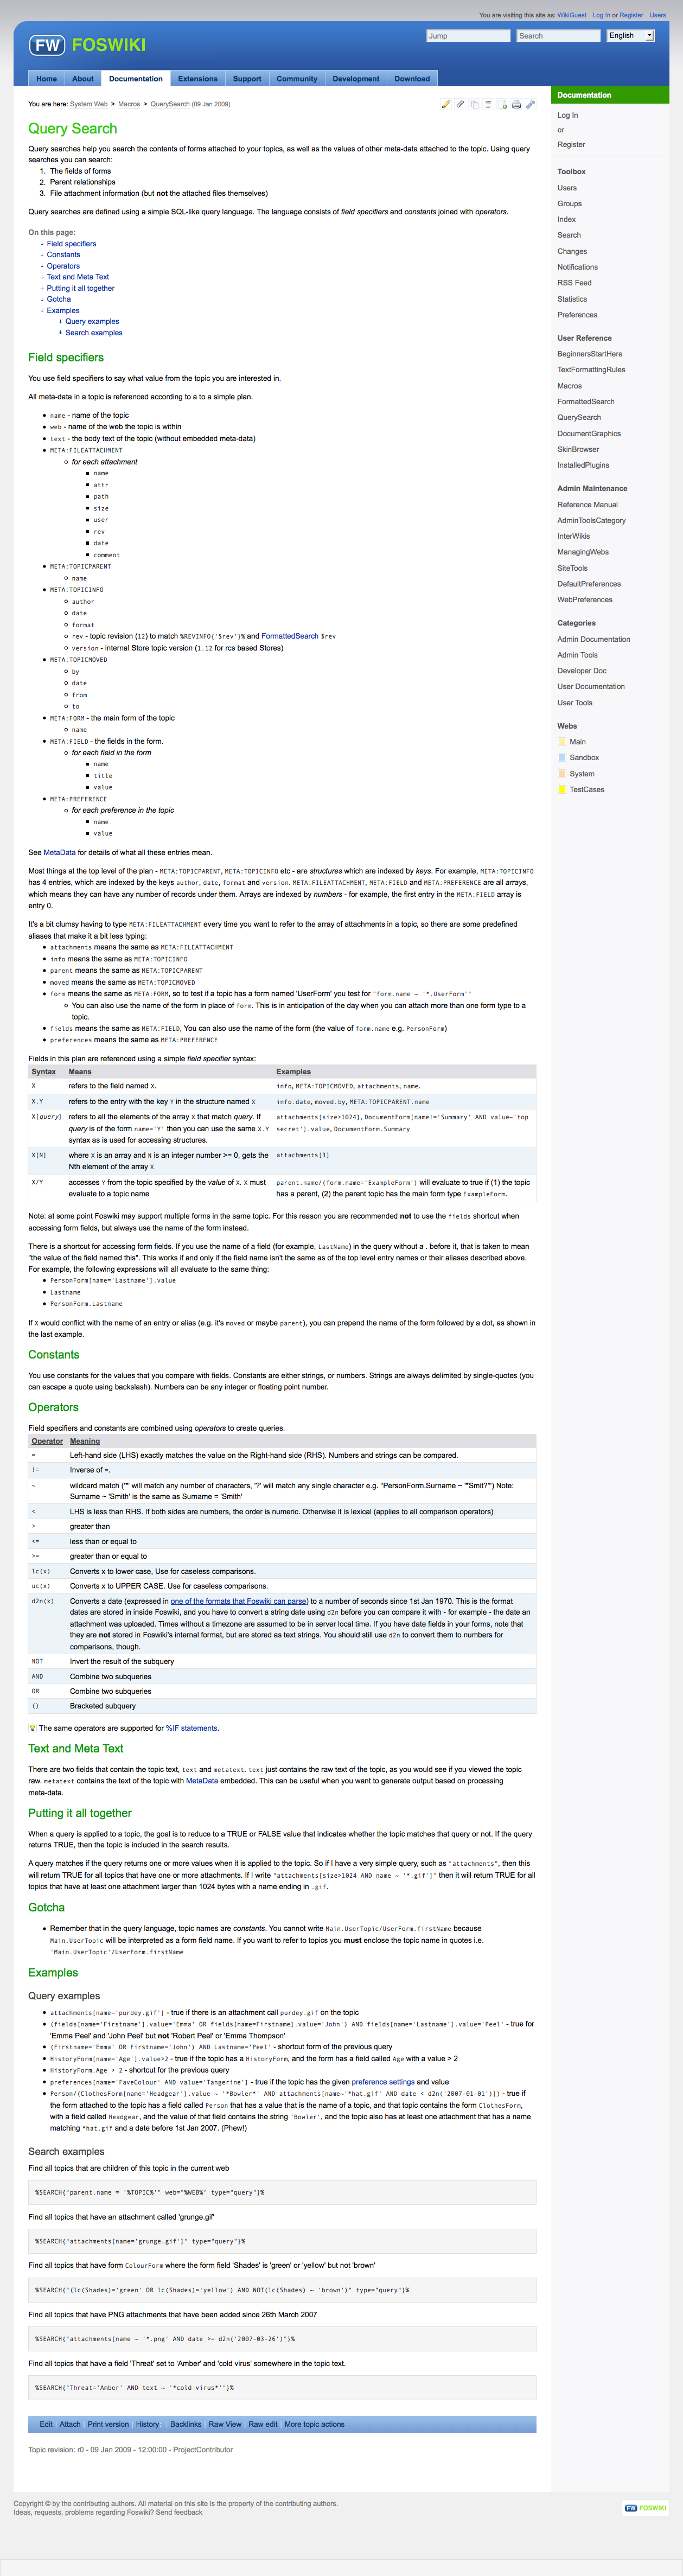 You are visiting this site as: WikiGuest Log In or Register Users
FW FOSWIKI
Jump Search English
Home About Documentation Extensions Support Community Development Download
You are here: System Web > Macros > QuerySearch (09 Jan 2009)
Query Search
Query searches help you search the contents of forms attached to your topics, as well as the values of other meta-data attached to the topic. Using query
searches you can search:
1. The fields of forms
2. Parent relationships
3. File attachment information (but not the attached files themselves)
Query searches are defined using a simple SQL-like query language. The language consists of field specifiers and constants joined with operators.
On this page:
↓ Field specifiers
↓ Constants
↓ Operators
↓ Text and Meta Text
↓ Putting it all together
↓ Gotcha
↓ Examples
↓ Query examples
↓ Search examples
Field specifiers
You use field specifiers to say what value from the topic you are interested in.
All meta-data in a topic is referenced according to a to a simple plan.
• name - name of the topic
• web - name of the web the topic is within
• text - the body text of the topic (without embedded meta-data)
• META:FILEATTACHMENT
for each attachment
name
attr
path
size
user
rev
date
comment
• META:TOPICPARENT
name
• META:TOPICINFO
author
date
format
rev - topic revision (12) to match %REVINFO{'$rev'}% and FormattedSearch $rev
version - internal Store topic version (1.12 for rcs based Stores)
• META:TOPICMOVED
by
date
from
to
• META:FORM - the main form of the topic
name
• META:FIELD - the fields in the form.
for each field in the form
name
title
value
• META:PREFERENCE
for each preference in the topic
name
value
See MetaData for details of what all these entries mean.
Most things at the top level of the plan - META:TOPICPARENT, META:TOPICINFO etc - are structures which are indexed by keys. For example, META:TOPICINFO
has 4 entries, which are indexed by the keys author, date, format and version. META:FILEATTACHMENT, META:FIELD and META:PREFERENCE are all arrays,
which means they can have any number of records under them. Arrays are indexed by numbers - for example, the first entry in the META:FIELD array is
entry 0.
It's a bit clumsy having to type META:FILEATTACHMENT every time you want to refer to the array of attachments in a topic, so there are some predefined
aliases that make it a bit less typing:
• attachments means the same as META:FILEATTACHMENT
• info means the same as META:TOPICINFO
• parent means the same as META:TOPICPARENT
• moved means the same as META:TOPICMOVED
• form means the same as META:FORM, so to test if a topic has a form named 'UserForm' you test for "form.name ~ '*.UserForm'"
You can also use the name of the form in place of form. This is in anticipation of the day when you can attach more than one form type to a
topic.
• fields means the same as META:FIELD, You can also use the name of the form (the value of form.name e.g. PersonForm)
• preferences means the same as META:PREFERENCE
Fields in this plan are referenced using a simple field specifier syntax:
Syntax Means Examples
X refers to the field named X. info, META:TOPICMOVED, attachments, name.
X.Y refers to the entry with the key Y in the structure named X info.date, moved.by, META:TOPICPARENT.name
X[query] refers to all the elements of the array X that match query. If attachments[size>1024], DocumentForm[name!='Summary' AND value~'top
query is of the form name='Y' then you can use the same X.Y secret'].value, DocumentForm.Summary
syntax as is used for accessing structures.
X[N] where X is an array and N is an integer number >= 0, gets the attachments[3]
Nth element of the array X
X/Y accesses Y from the topic specified by the value of X. X must parent.name/(form.name='ExampleForm') will evaluate to true if (1) the topic
evaluate to a topic name has a parent, (2) the parent topic has the main form type ExampleForm.
Note: at some point Foswiki may support multiple forms in the same topic. For this reason you are recommended not to use the fields shortcut when
accessing form fields, but always use the name of the form instead.
There is a shortcut for accessing form fields. If you use the name of a field (for example, LastName) in the query without a . before it, that is taken to mean
"the value of the field named this". This works if and only if the field name isn't the same as of the top level entry names or their aliases described above.
For example, the following expressions will all evaluate to the same thing:
• PersonForm[name='Lastname'].value
• Lastname
• PersonForm.Lastname
If X would conflict with the name of an entry or alias (e.g. it's moved or maybe parent), you can prepend the name of the form followed by a dot, as shown in
the last example.
Constants
You use constants for the values that you compare with fields. Constants are either strings, or numbers. Strings are always delimited by single-quotes (you
can escape a quote using backslash). Numbers can be any integer or floating point number.
Operators
Field specifiers and constants are combined using operators to create queries.
Operator Meaning
= Left-hand side (LHS) exactly matches the value on the Right-hand side (RHS). Numbers and strings can be compared.
!= Inverse of =.
~ wildcard match ('*' will match any number of characters, '?' will match any single character e.g. "PersonForm.Surname ~ '*Smit?'") Note:
Surname ~ 'Smith' is the same as Surname = 'Smith'
< LHS is less than RHS. If both sides are numbers, the order is numeric. Otherwise it is lexical (applies to all comparison operators)
> greater than
<= less than or equal to
>= greater than or equal to
lc(x) Converts x to lower case, Use for caseless comparisons.
uc(x) Converts x to UPPER CASE. Use for caseless comparisons.
d2n(x) Converts a date (expressed in one of the formats that Foswiki can parse) to a number of seconds since 1st Jan 1970. This is the format
dates are stored in inside Foswiki, and you have to convert a string date using d2n before you can compare it with - for example - the date an
attachment was uploaded. Times without a timezone are assumed to be in server local time. If you have date fields in your forms, note that
they are not stored in Foswiki's internal format, but are stored as text strings. You should still use d2n to convert them to numbers for
comparisons, though.
NOT Invert the result of the subquery
AND Combine two subqueries
OR Combine two subqueries
() Bracketed subquery
The same operators are supported for %IF statements.
Text and Meta Text
There are two fields that contain the topic text, text and metatext. text just contains the raw text of the topic, as you would see if you viewed the topic
raw. metatext contains the text of the topic with MetaData embedded. This can be useful when you want to generate output based on processing
meta-data.
Putting it all together
When a query is applied to a topic, the goal is to reduce to a TRUE or FALSE value that indicates whether the topic matches that query or not. If the query
returns TRUE, then the topic is included in the search results.
A query matches if the query returns one or more values when it is applied to the topic. So if I have a very simple query, such as "attachments", then this
will return TRUE for all topics that have one or more attachments. If I write "attachments[size>1024 AND name ~ '*.gif']" then it will return TRUE for all
topics that have at least one attachment larger than 1024 bytes with a name ending in .gif.
Gotcha
• Remember that in the query language, topic names are constants. You cannot write Main.UserTopic/UserForm.firstName because
Main.UserTopic will be interpreted as a form field name. If you want to refer to topics you must enclose the topic name in quotes i.e.
'Main.UserTopic'/UserForm.firstName
Examples
Query examples
• attachments[name='purdey.gif'] - true if there is an attachment call purdey.gif on the topic
• (fields[name='Firstname'].value='Emma' OR fields[name=Firstname].value='John') AND fields[name='Lastname'].value='Peel' - true for
'Emma Peel' and 'John Peel' but not 'Robert Peel' or 'Emma Thompson'
• (Firstname='Emma' OR Firstname='John') AND Lastname='Peel' - shortcut form of the previous query
• HistoryForm[name='Age'].value>2 - true if the topic has a HistoryForm, and the form has a field called Age with a value > 2
• HistoryForm.Age > 2 - shortcut for the previous query
• preferences[name='FaveColour' AND value='Tangerine'] - true if the topic has the given preference settings and value
• Person/(ClothesForm[name='Headgear'].value ~ '*Bowler*' AND attachments[name~'*hat.gif' AND date < d2n('2007-01-01')]) - true if
the form attached to the topic has a field called Person that has a value that is the name of a topic, and that topic contains the form ClothesForm,
with a field called Headgear, and the value of that field contains the string 'Bowler', and the topic also has at least one attachment that has a name
matching *hat.gif and a date before 1st Jan 2007. (Phew!)
Search examples
Find all topics that are children of this topic in the current web
%SEARCH{"parent.name = '%TOPIC%'" web="%WEB%" type="query"}%
Find all topics that have an attachment called 'grunge.gif'
%SEARCH{"attachments[name='grunge.gif']" type="query"}%
Find all topics that have form ColourForm where the form field 'Shades' is 'green' or 'yellow' but not 'brown'
%SEARCH{"(lc(Shades)='green' OR lc(Shades)='yellow') AND NOT(lc(Shades) ~ 'brown')" type="query"}%
Find all topics that have PNG attachments that have been added since 26th March 2007
%SEARCH{"attachments[name ~ '*.png' AND date >= d2n('2007-03-26')"}%
Find all topics that have a field 'Threat' set to 'Amber' and 'cold virus' somewhere in the topic text.
%SEARCH{"Threat='Amber' AND text ~ '*cold virus*'"}%
Edit Attach Print version History Backlinks Raw View Raw edit More topic actions
Topic revision: r0 - 09 Jan 2009 - 12:00:00 - ProjectContributor
Documentation
Log In
or
Register
Toolbox
Users
Groups
Index
Search
Changes
Notifications
RSS Feed
Statistics
Preferences
User Reference
BeginnersStartHere
TextFormattingRules
Macros
FormattedSearch
QuerySearch
DocumentGraphics
SkinBrowser
InstalledPlugins
Admin Maintenance
Reference Manual
AdminToolsCategory
InterWikis
ManagingWebs
SiteTools
DefaultPreferences
WebPreferences
Categories
Admin Documentation
Admin Tools
Developer Doc
User Documentation
User Tools
Webs
Main
Sandbox
System
TestCases
Copyright © by the contributing authors. All material on this site is the property of the contributing authors.
Ideas, requests, problems regarding Foswiki? Send feedback
FW FOSWIKI